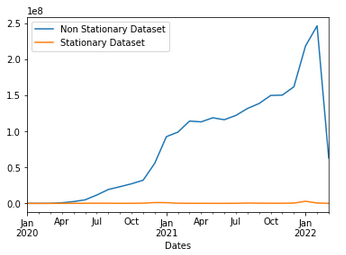 1e8
Non Stationary Dataset
Stationary Dataset
2.5
2.0
1.5
1.0
0.5
0.0
Jan Apr Jul Oct Jan Apr Jul Oct Jan
2020 2021 2022
Dates